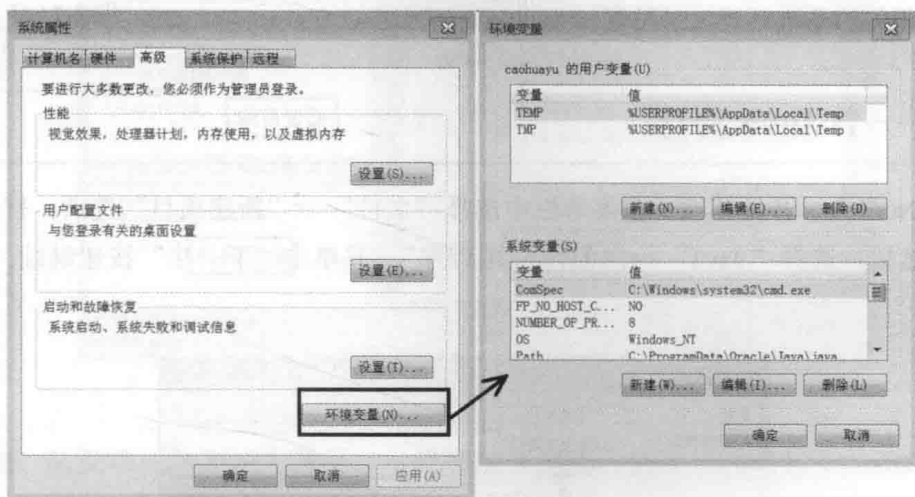 系统属性
计算机名 硬件 高级 系统保护 远程
要进行大多数更改，您必须作为管理员登录。
性能
视觉效果，处理器计划，内存使用，以及虚拟内存
设置(S)...
用户配置文件
与您登录有关的桌面设置
设置(E)...
启动和故障恢复
系统启动、系统失败和调试信息
设置(T)...
环境变量(N)...
确定 取消 应用(A)
环境变量
caohuayu 的用户变量(U)
变量 值
TEMP %USERPROFILE%\AppData\Local\Temp
TMP %USERPROFILE%\AppData\Local\Temp
新建(N)... 编辑(E)... 删除(D)
系统变量(S)
变量 值
ComSpec C:\Windows\system32\cmd.exe
FP_NO_HOST_C... NO
NUMBER_OF_PR... 8
OS Windows_NT
Path C:\ProgramData\Oracle\Java\java...
新建(W)... 编辑(I)... 删除(L)
确定 取消